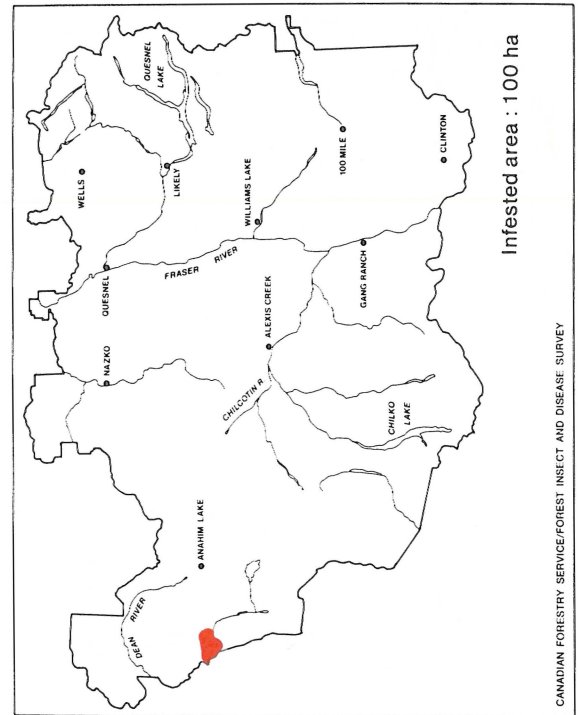 QUESNEL
LAKE
WELLS
LIKELY
QUESNEL
NAZKO
FRASER RIVER
WILLIAMS LAKE
100 MILE
ALEXIS CREEK
CHILCOTIN R.
GANG RANCH
CLINTON
CHILKO
LAKE
ANAHIM LAKE
DEAN RIVER
Infested area : 100 ha
CANADIAN FORESTRY SERVICE/FOREST INSECT AND DISEASE SURVEY